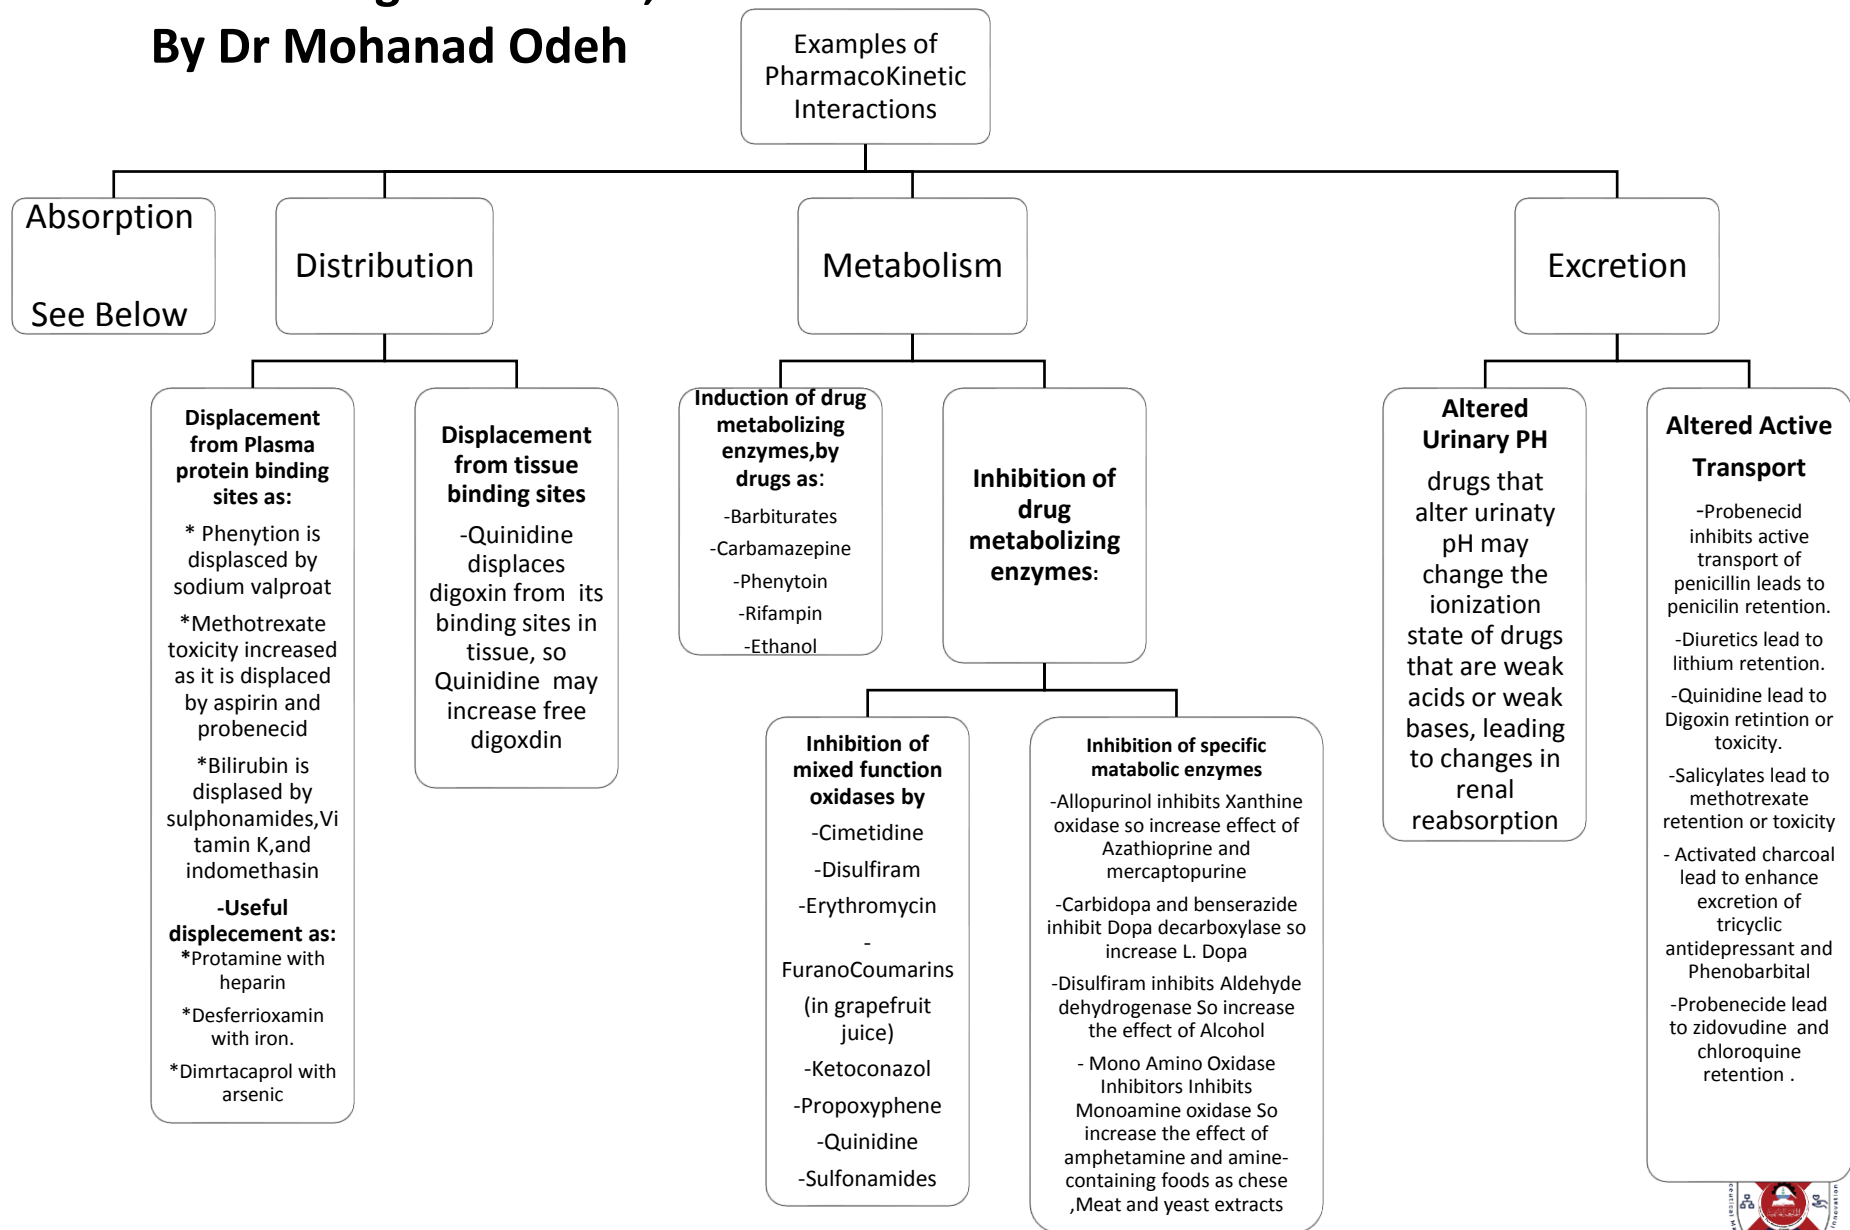 By Dr Mohanad Odeh
Examples of
PharmacoKinetic
Interactions
Absorption
See Below
Distribution
Metabolism
Excretion
Displacement
from Plasma
protein binding
sites as:
* Phenytion is
displasced by
sodium valproat
*Methotrexate
toxicity increased
as it is displaced
by aspirin and
probenecid
*Bilirubin is
displased by
sulphonamides,Vi
tamin K,and
indomethasin
-Useful
displecement as:
*Protamine with
heparin
*Desferrioxamin
with iron.
*Dimrtacaprol with
arsenic
Displacement
from tissue
binding sites
-Quinidine
displaces
digoxin from its
binding sites in
tissue, so
Quinidine may
increase free
digoxdin
Induction of drug
metabolizing
enzymes,by
drugs as:
-Barbiturates
-Carbamazepine
-Phenytoin
-Rifampin
-Ethanol
Inhibition of
drug
metabolizing
enzymes:
Inhibition of
mixed function
oxidases by
-Cimetidine
-Disulfiram
-Erythromycin
-
FuranoCoumarins
(in grapefruit
juice)
-Ketoconazol
-Propoxyphene
-Quinidine
-Sulfonamides
Inhibition of specific
matabolic enzymes
-Allopurinol inhibits Xanthine
oxidase so increase effect of
Azathioprine and
mercaptopurine
-Carbidopa and benserazide
inhibit Dopa decarboxylase so
increase L. Dopa
-Disulfiram inhibits Aldehyde
dehydrogenase So increase
the effect of Alcohol
- Mono Amino Oxidase
Inhibitors Inhibits
Monoamine oxidase So
increase the effect of
amphetamine and amine-
containing foods as chese
,Meat and yeast extracts
Altered
Urinary PH
drugs that
alter urinaty
pH may
change the
ionization
state of drugs
that are weak
acids or weak
bases, leading
to changes in
renal
reabsorption
Altered Active
Transport
-Probenecid
inhibits active
transport of
penicillin leads to
penicilin retention.
-Diuretics lead to
lithium retention.
-Quinidine lead to
Digoxin retintion or
toxicity.
-Salicylates lead to
methotrexate
retention or toxicity
- Activated charcoal
lead to enhance
excretion of
tricyclic
antidepressant and
Phenobarbital
-Probenecide lead
to zidovudine and
chloroquine
retention .